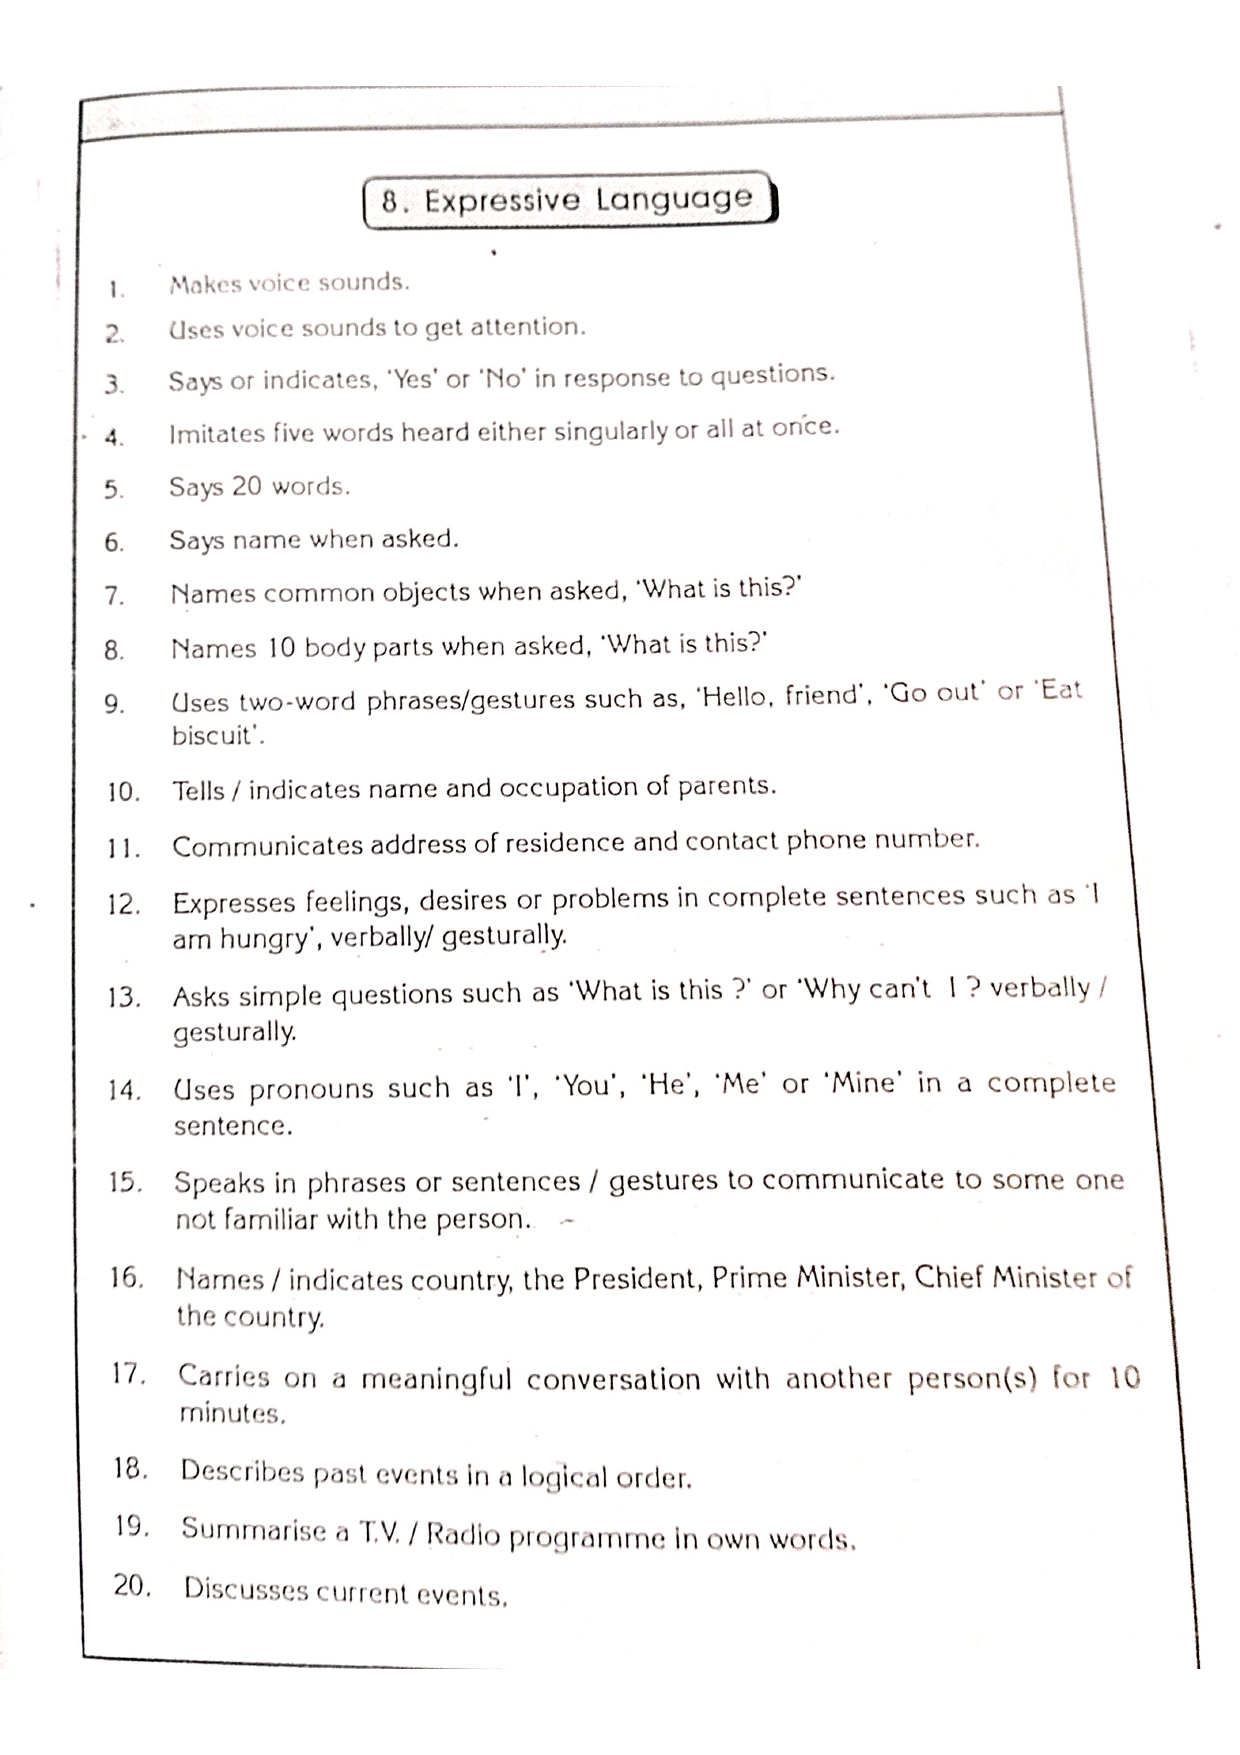 8. Expressive Language
1. Makes voice sounds.
2. Uses voice sounds to get attention.
3. Says or indicates, ‘Yes’ or ‘No’ in response to questions.
4. Imitates five words heard either singularly or all at once.
5. Says 20 words.
6. Says name when asked.
7. Names common objects when asked, ‘What is this?’
8. Names 10 body parts when asked, ‘What is this?’
9. Uses two-word phrases/gestures such as, ‘Hello, friend’, ‘Go out’ or ‘Eat
biscuit’.
10. Tells / indicates name and occupation of parents.
11. Communicates address of residence and contact phone number.
12. Expresses feelings, desires or problems in complete sentences such as ‘I
am hungry’, verbally/ gesturally.
13. Asks simple questions such as ‘What is this ?’ or ‘Why can't I ? verbally /
gesturally.
14. Uses pronouns such as ‘I’, ‘You’, ‘He’, ‘Me’ or ‘Mine’ in a complete
sentence.
15. Speaks in phrases or sentences / gestures to communicate to some one
not familiar with the person.
16. Names / indicates country, the President, Prime Minister, Chief Minister of
the country.
17. Carries on a meaningful conversation with another person(s) for 10
minutes.
18. Describes past events in a logical order.
19. Summarise a T.V. / Radio programme in own words.
20. Discusses current events.